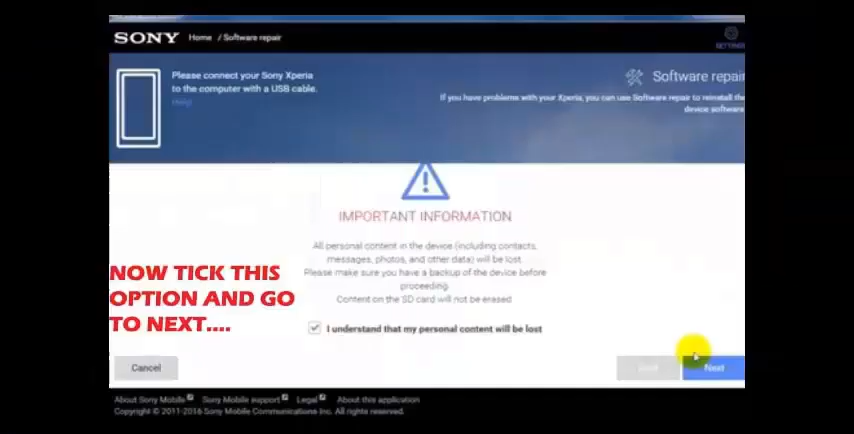 SONY Home / Software repair
SETTINGS
Please connect your Sony Xperia
to the computer with a USB cable.
Help!
Software repair
If you have problems with your Xperia, you can use Software repair to reinstall the
device software.
IMPORTANT INFORMATION
All personal content in the device (including contacts,
messages, photos, and other data) will be lost
Please make sure you have a backup of the device before
proceeding.
Content on the SD card will not be erased
NOW TICK THIS
OPTION AND GO
TO NEXT....
I understand that my personal content will be lost
Cancel
Next
About Sony Mobile Sony Mobile support Legal About this application
Copyright © 2011-2016 Sony Mobile Communications Inc. All rights reserved.